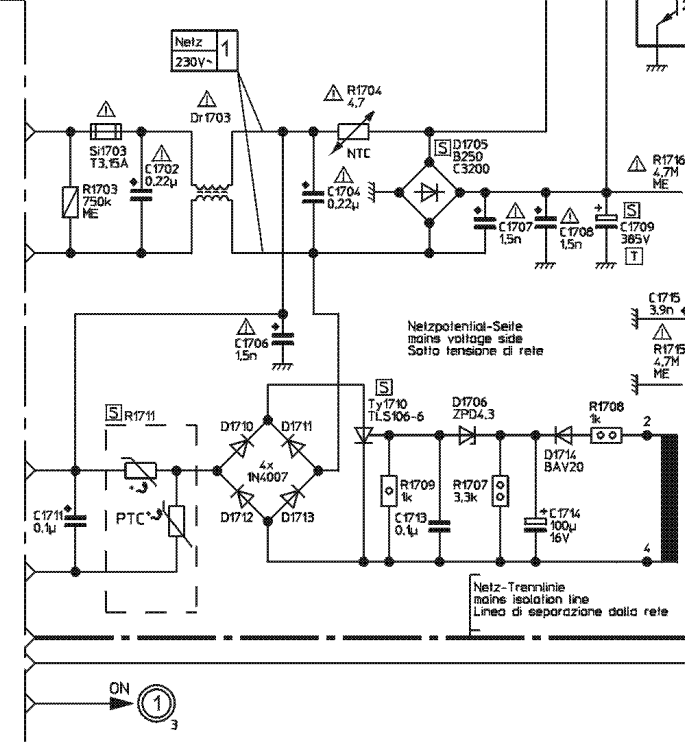 Netz
230V~
1
⚠ R1704
4,7
NTC
Dr1703
Si1703
T3,15A
C1702
0,22µ
R1703
750k
ME
C1704
0,22µ
S
D1705
B250
C3200
R1716
4,7M
ME
C1707
1,5n
C1708
1,5n
S
C1709
385V
T
C1706
1,5n
Netzpotential-Seite
mains voltage side
Sotto tensione di rete
C1715
3,9n
R1715
4,7M
ME
S R1711
PTC
C1711
0,1µ
D1710
D1711
4x
1N4007
D1712
D1713
S
Ty1710
TLS106-6
D1706
ZPD4,3
R1708
1k
2
D1714
BAV20
R1709
1k
R1707
3,3k
C1713
0,1µ
C1714
100µ
16V
4
Netz-Trennlinie
mains isolation line
Linea di separazione dalla rete
ON
1
3